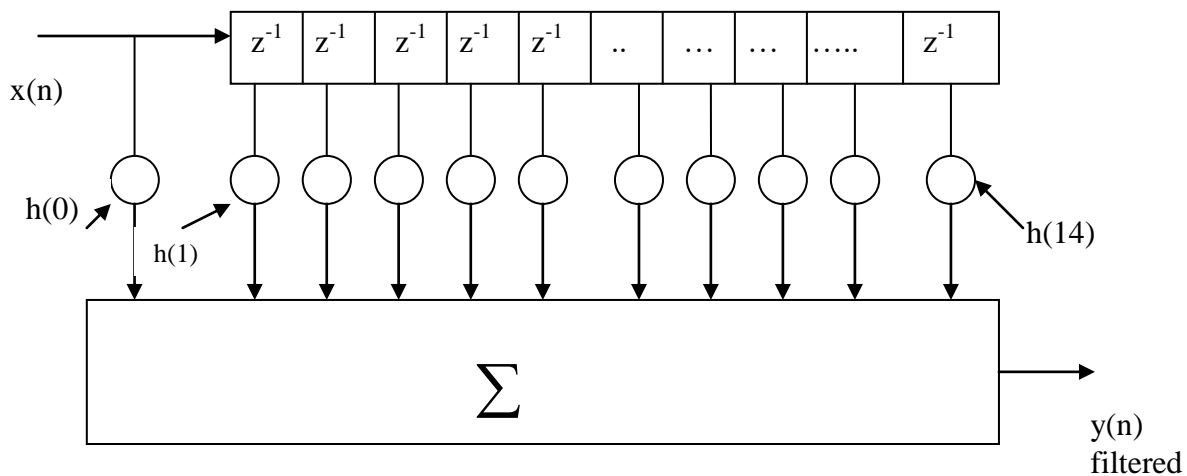 z⁻¹ z⁻¹ z⁻¹ z⁻¹ z⁻¹ .. … … ….. z⁻¹
x(n)
h(0)
h(1)
h(14)
∑
y(n)
filtered